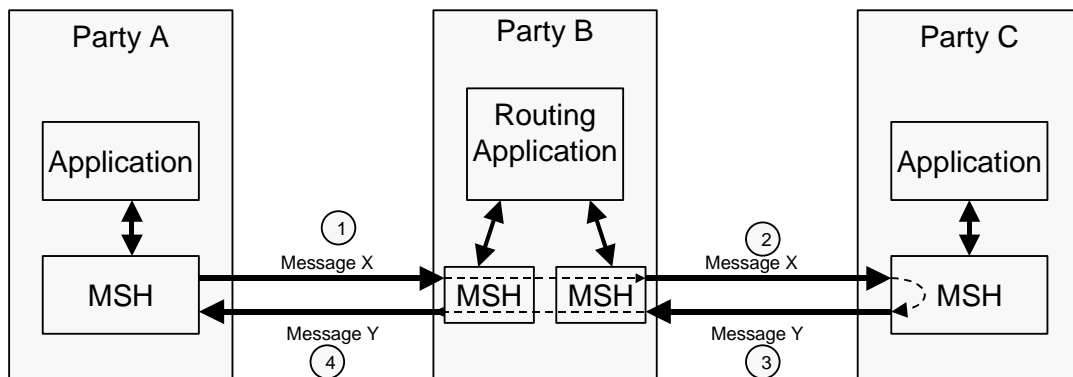 Party A
Party B
Party C
Routing
Application
Application
Application
1
Message X
2
Message X
MSH
MSH
MSH
MSH
Message Y
4
Message Y
3